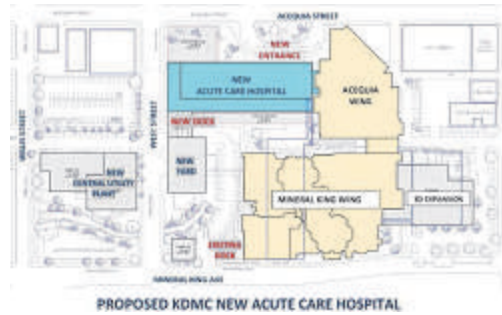 ACEQUIA STREET
NEW
ENTRANCE
NEW
ACUTE CARE HOSPITAL
ACEQUIA
WING
WEST STREET
NEW DOCK
NEW
YARD
NEW
CENTRAL UTILITY
PLANT
MINERAL KING WING
ED EXPANSION
EXISTING
DOCK
MINERAL KING AVE
PROPOSED KDMC NEW ACUTE CARE HOSPITAL